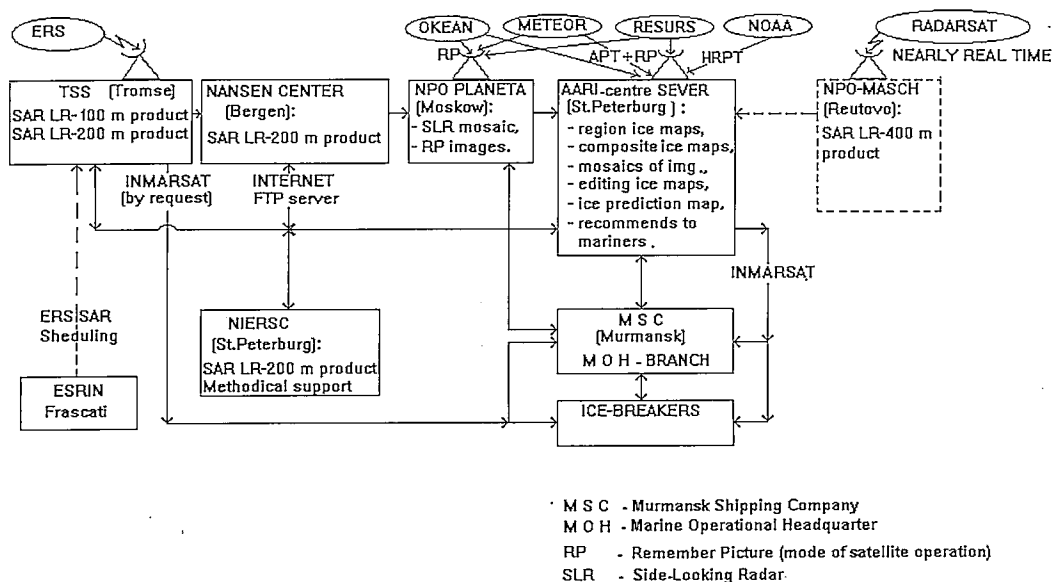 ERS
OKEAN
METEOR
RESURS
NOAA
RADARSAT
RP
APT+RP
HRPT
NEARLY REAL TIME
TSS (Tromse)
SAR LR-100 m product
SAR LR-200 m product
NANSEN CENTER
(Bergen):
SAR LR-200 m product
NPO PLANETA
(Moskow):
- SLR mosaic,
- RP images.
AARI-centre SEVER
(St.Peterburg) :
- region ice maps,
- composite ice maps,
- mosaics of img .,
- editing ice maps,
- ice prediction map,
- recommends to
mariners .
NPO-MASCH
(Reutovo):
SAR LR-400 m
product
INMARSAT
(by request)
INTERNET
FTP server
INMARSAT
ERS SAR
Sheduling
NIERSC
(St.Peterburg):
SAR LR-200 m product
Methodical support
M S C
(Murmansk)
M O H - BRANCH
ESRIN
Frascati
ICE-BREAKERS
M S C - Murmansk Shipping Company
M O H - Marine Operational Headquarter
RP - Remember Picture (mode of satellite operation)
SLR - Side-Looking Radar